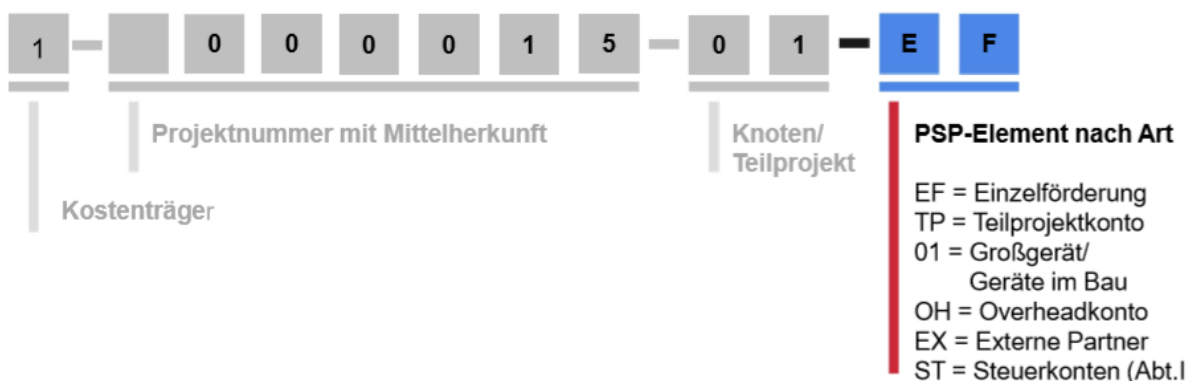 1 - 0 0 0 0 1 5 - 0 1 - E F
Projektnummer mit Mittelherkunft
Knoten/
Teilprojekt
Kostenträger
PSP-Element nach Art
EF = Einzelförderung
TP = Teilprojektkonto
01 = Großgerät/
Geräte im Bau
OH = Overheadkonto
EX = Externe Partner
ST = Steuerkonten (Abt.I